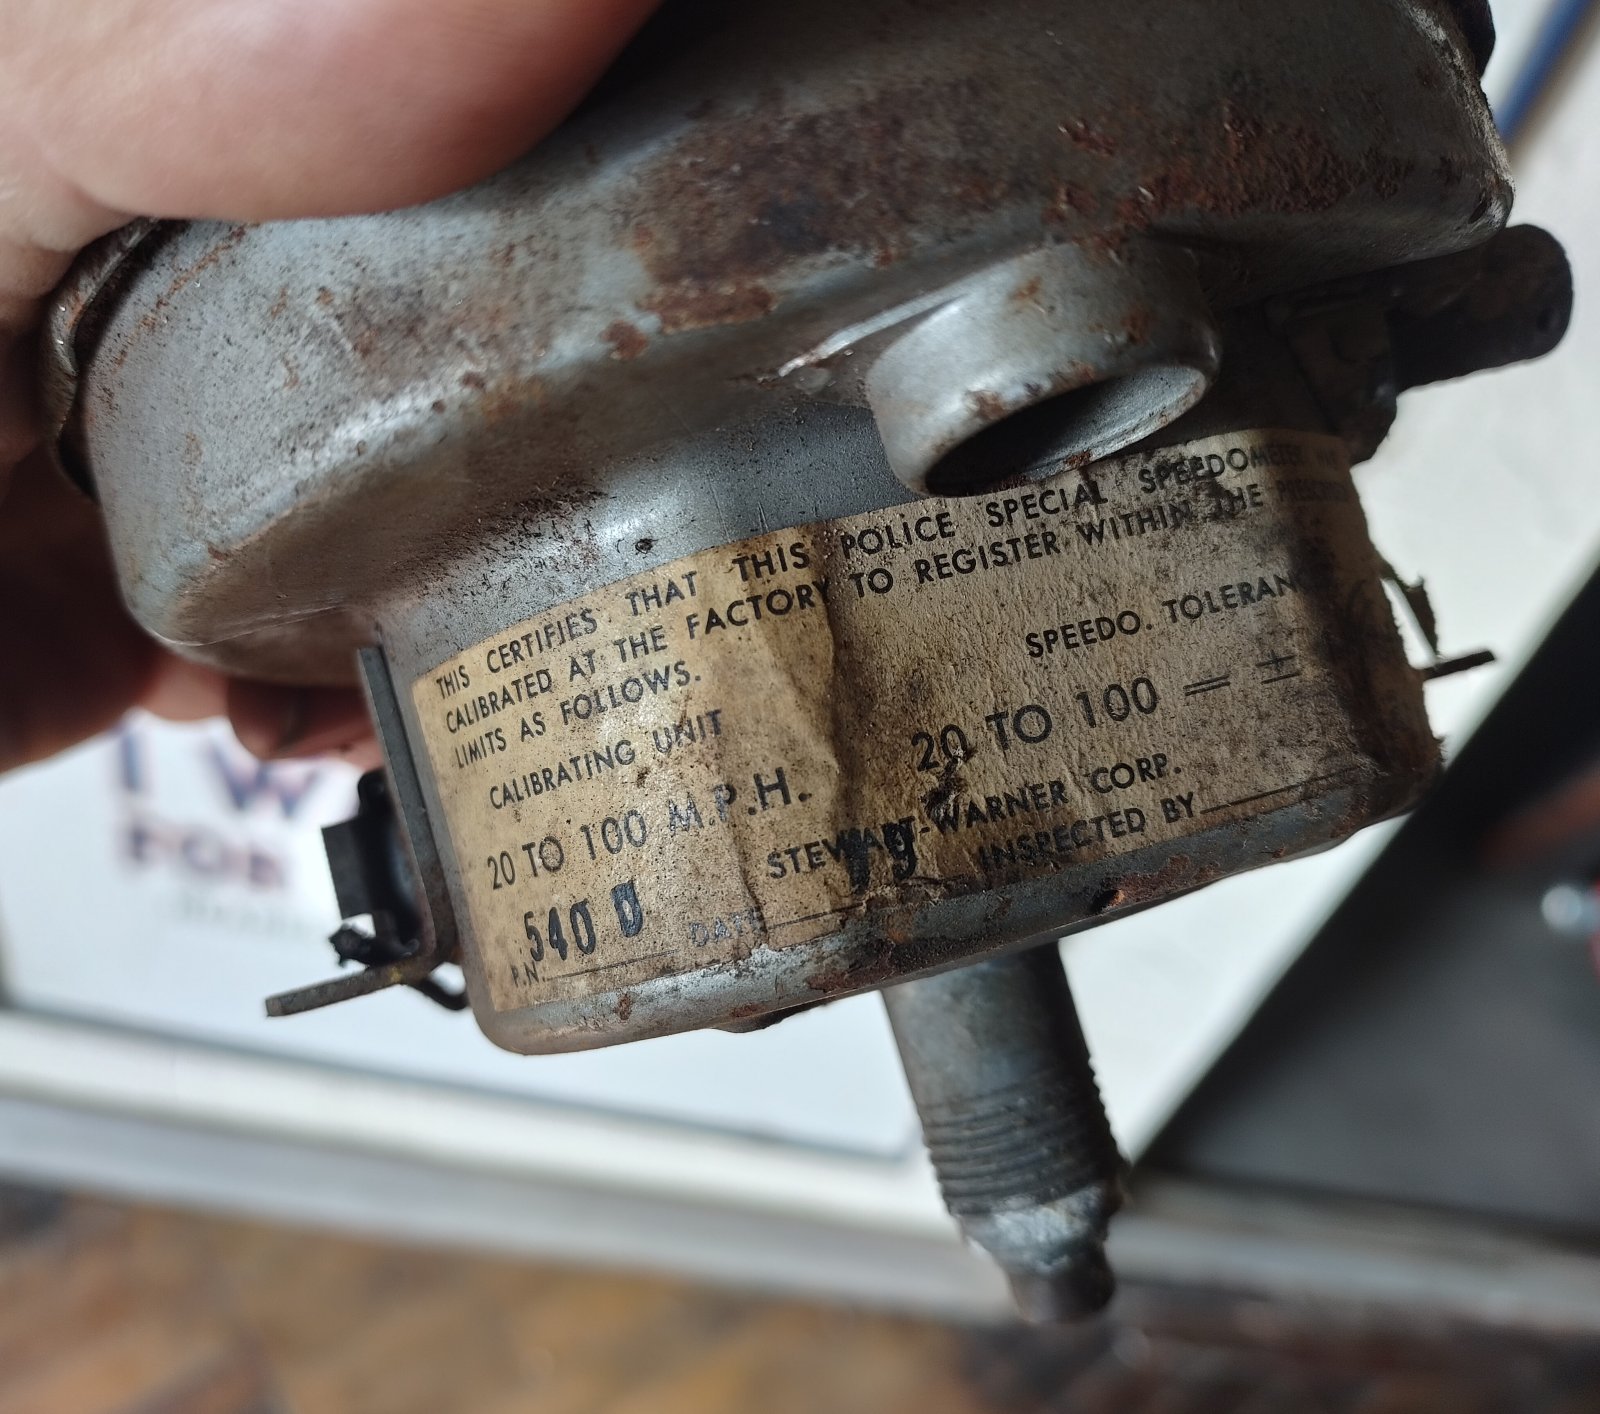 THIS CERTIFIES THAT THIS POLICE SPECIAL SPEEDOMETER
CALIBRATED AT THE FACTORY TO REGISTER WITHIN THE
LIMITS AS FOLLOWS.
CALIBRATING UNIT SPEEDO.
20 TO 100 M.P.H. 20 TO 100 = ±
STEWART-WARNER CORP.
540 D
P.N. DATE INSPECTED BY